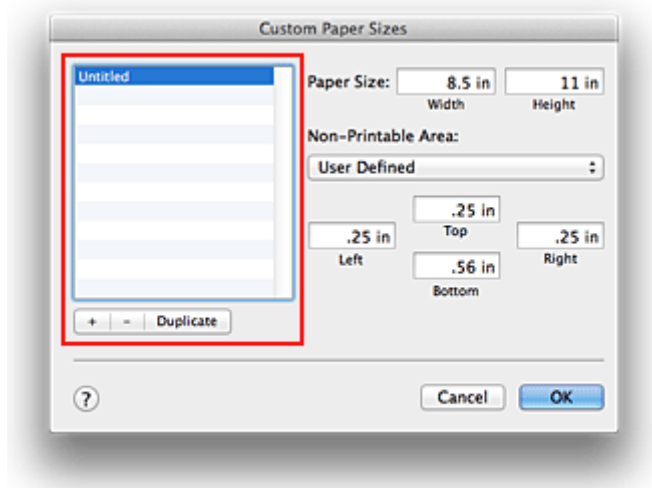 Custom Paper Sizes
Untitled
+ - Duplicate
Paper Size: 8.5 in 11 in
Width Height
Non-Printable Area:
User Defined
.25 in
Top
.25 in .25 in
Left Right
.56 in
Bottom
? Cancel OK